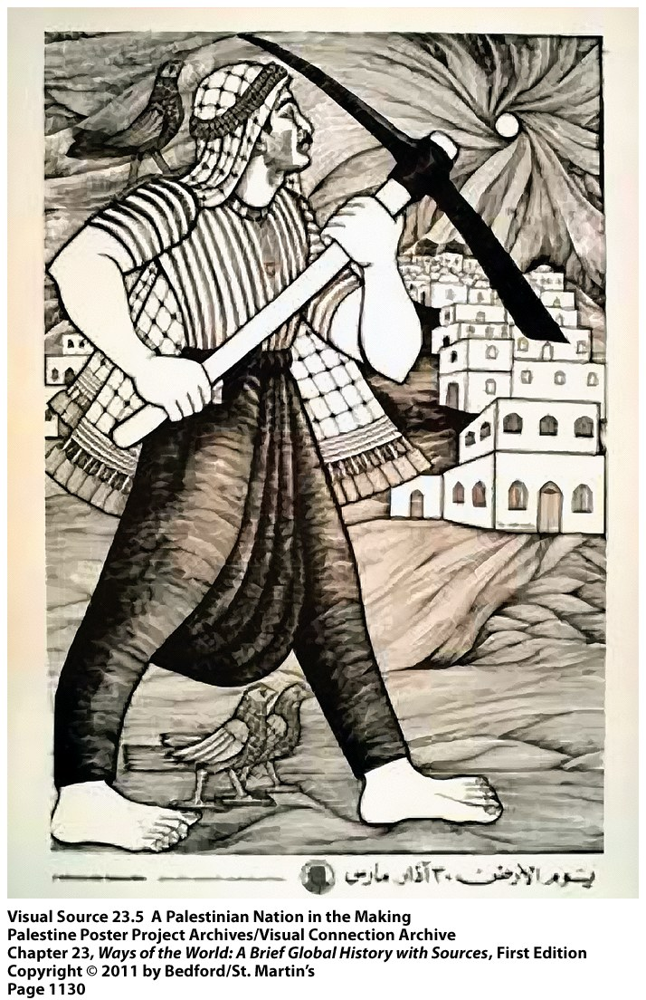 يوم الأرض ٣٠ آذار مارس
Visual Source 23.5 A Palestinian Nation in the Making
Palestine Poster Project Archives/Visual Connection Archive
Chapter 23, Ways of the World: A Brief Global History with Sources, First Edition
Copyright © 2011 by Bedford/St. Martin's
Page 1130